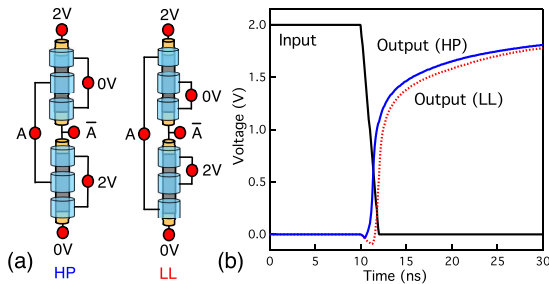 2V
2V
0V
0V
A
A̅
A
A̅
2V
2V
0V
0V
(a)
HP
LL
(b)
Voltage (V)
2.0
1.5
1.0
0.5
0.0
Input
Output (HP)
Output (LL)
0 5 10 15 20 25 30
Time (ns)